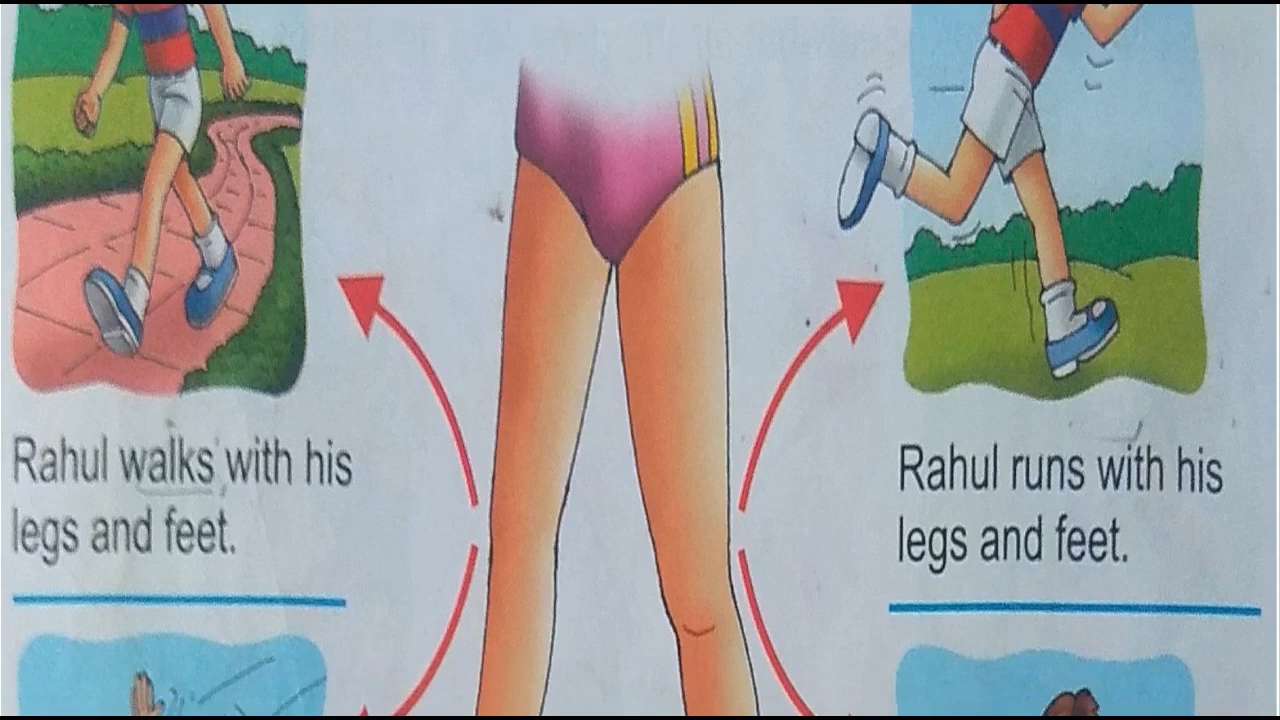 Rahul walks with his
legs and feet.
Rahul runs with his
legs and feet.